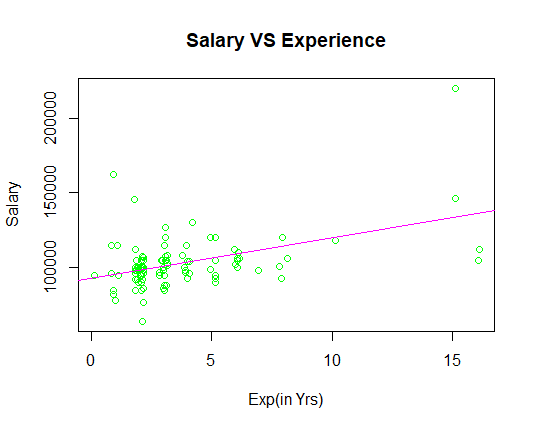 Salary VS Experience
Salary
200000
150000
100000
0 5 10 15
Exp(in Yrs)